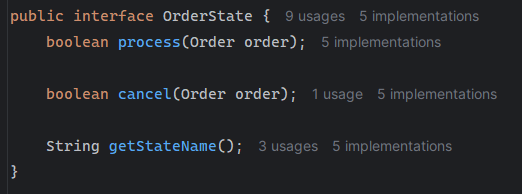 public interface OrderState {  9 usages  5 implementations
    boolean process(Order order);  5 implementations
    boolean cancel(Order order);  1 usage  5 implementations
    String getStateName();  3 usages  5 implementations
}